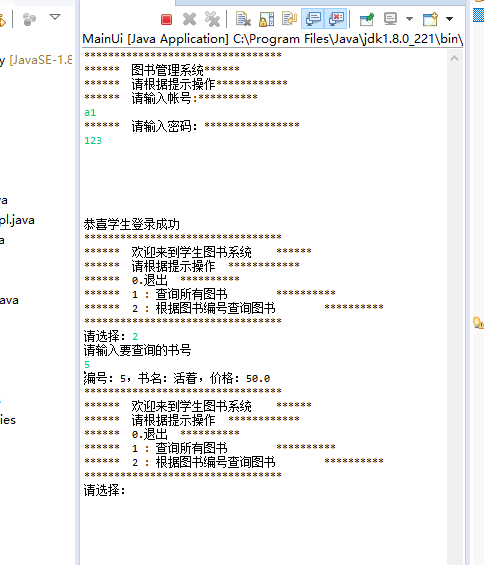 MainUi [Java Application] C:\Program Files\Java\jdk1.8.0_221\bin\
y [JavaSE-1.8
*********************************
****** 图书管理系统******
****** 请根据提示操作************
****** 请输入帐号:**********
a1
****** 请输入密码: ****************
123
恭喜学生登录成功
*********************************
****** 欢迎来到学生图书系统 ******
****** 请根据提示操作 ************
****** 0.退出 **********
****** 1 : 查询所有图书 **********
****** 2 : 根据图书编号查询图书 **********
*********************************
请选择: 2
请输入要查询的书号
5
编号: 5, 书名: 活着, 价格: 50.0
*********************************
****** 欢迎来到学生图书系统 ******
****** 请根据提示操作 ************
****** 0.退出 **********
****** 1 : 查询所有图书 **********
****** 2 : 根据图书编号查询图书 **********
*********************************
请选择:
va
pl.java
a
ava
ies